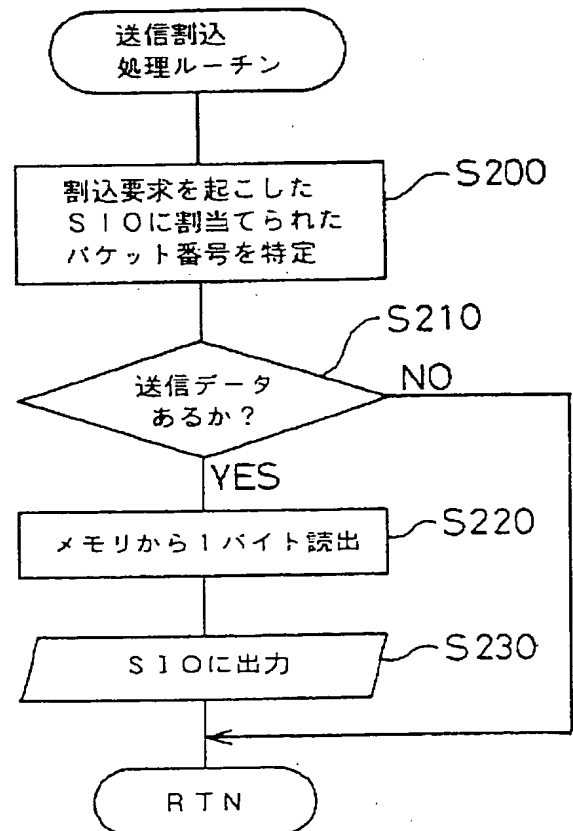 送信割込
処理ルーチン
割込要求を起こした
SIOに割当てられた
パケット番号を特定
S200
S210
送信データ
あるか？
NO
YES
メモリから1バイト読出
S220
SIOに出力
S230
RTN